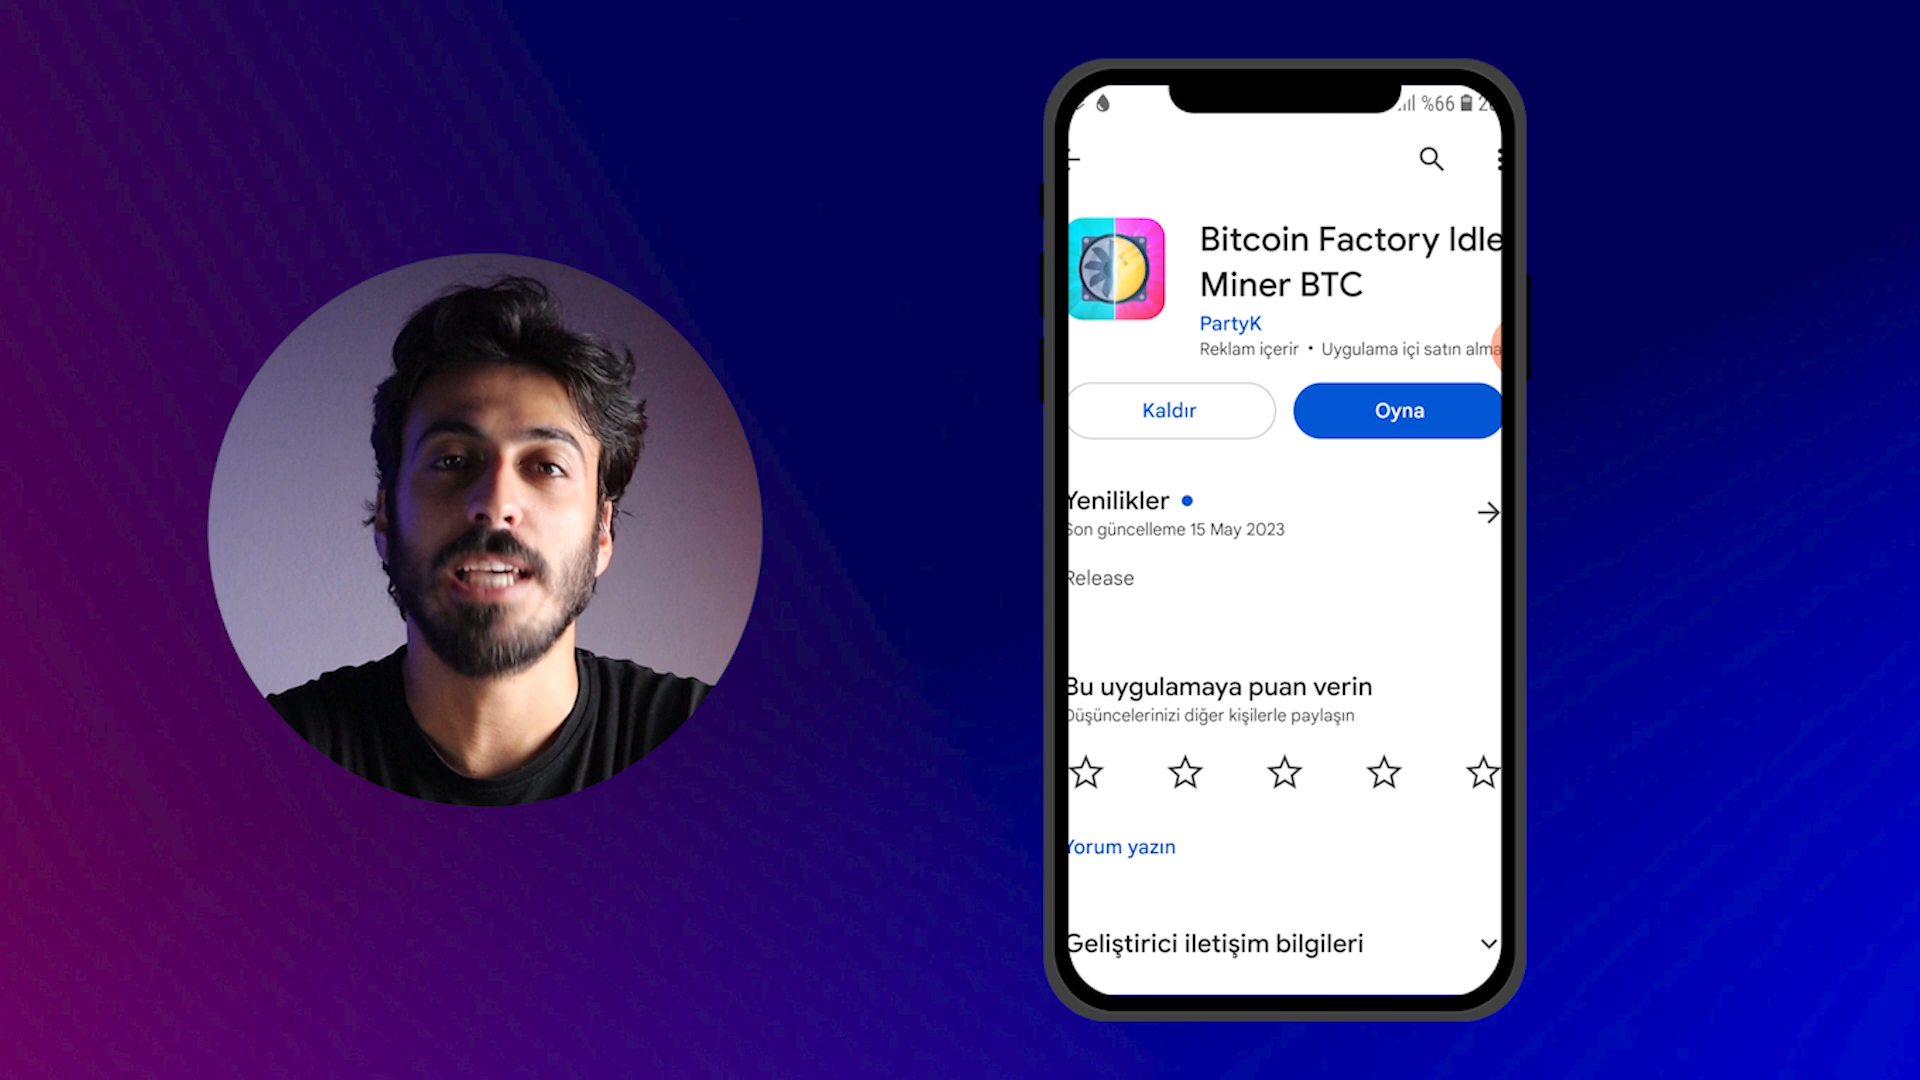 %66
Bitcoin Factory Idle
Miner BTC
PartyK
Reklam içerir • Uygulama içi satın alma
Kaldır
Oyna
Yenilikler
Son güncelleme 15 May 2023
Release
Bu uygulamaya puan verin
Düşüncelerinizi diğer kişilerle paylaşın
Yorum yazın
Geliştirici iletişim bilgileri